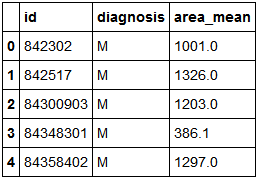 id diagnosis area_mean
0 842302 M 1001.0
1 842517 M 1326.0
2 84300903 M 1203.0
3 84348301 M 386.1
4 84358402 M 1297.0